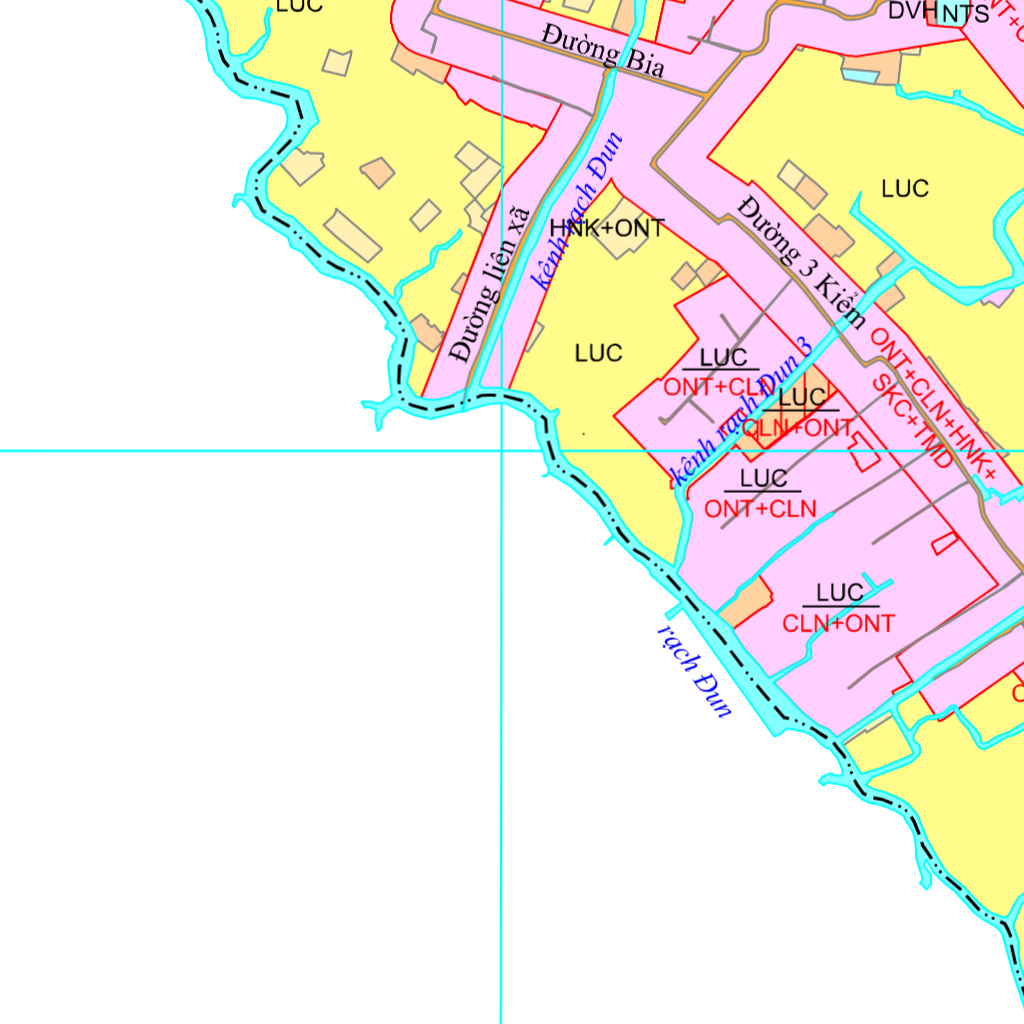 LUC
DVH
NTS
Đường Bia
kênh rạch Đun
LUC
HNK+ONT
Đường liên xã
Đường 3 Kiểm
LUC
LUC
ONT+CLN
kênh rạch Đun 3
LUC
CLN+ONT
ONT+CLN+HNK+
SKC+TMD
LUC
ONT+CLN
LUC
CLN+ONT
rạch Đun